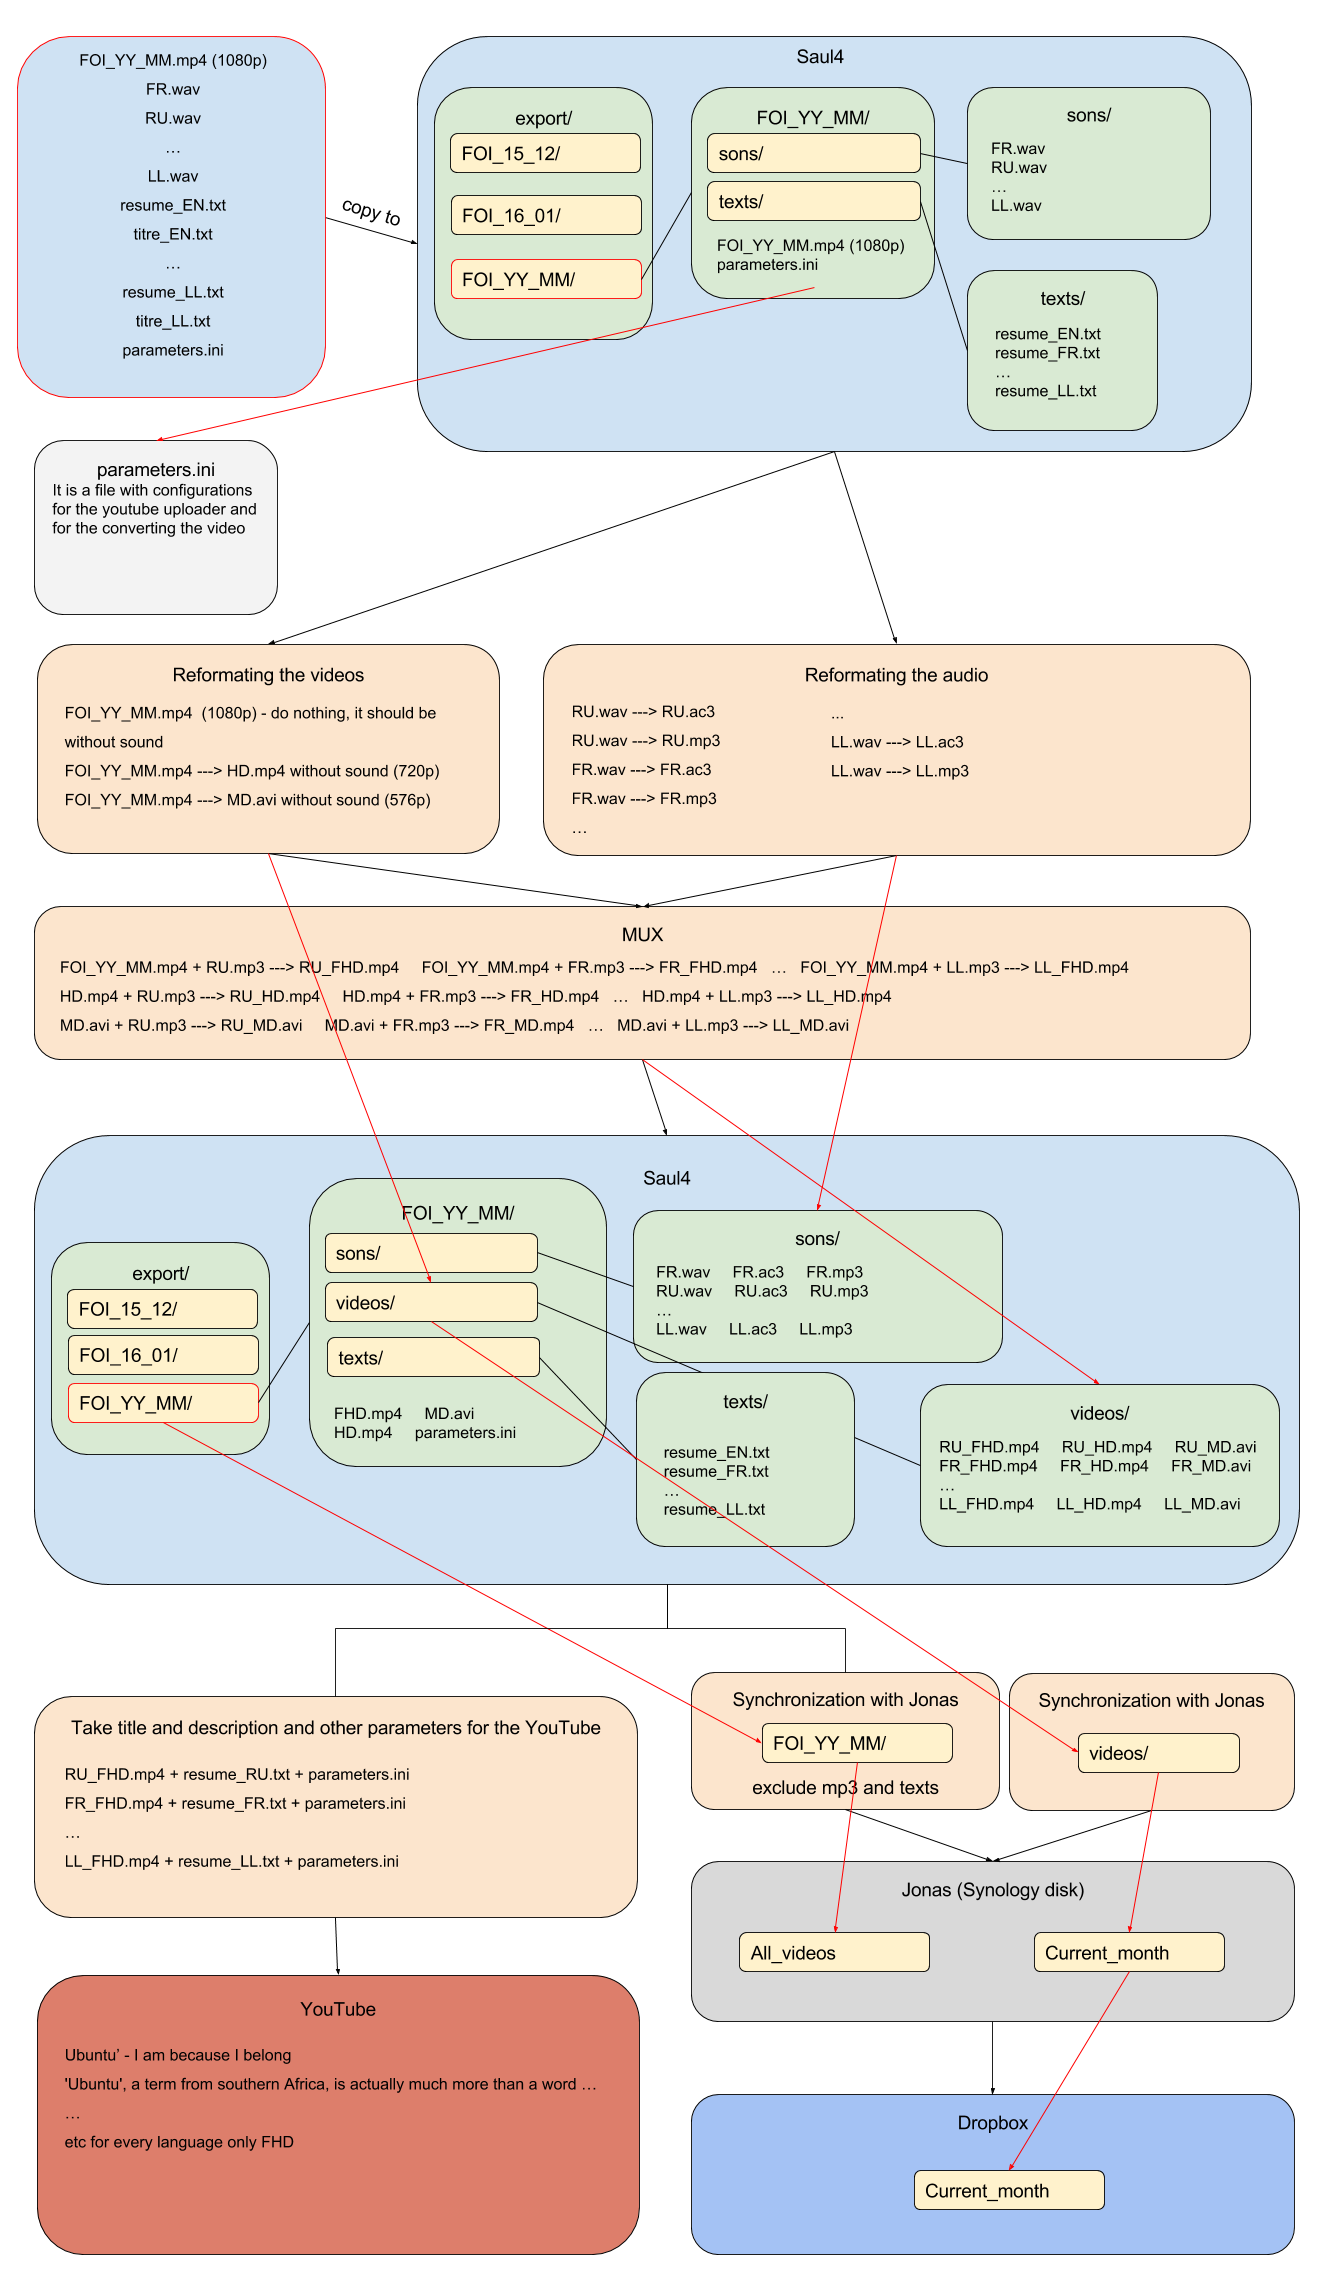 FOI_YY_MM.mp4 (1080p)
FR.wav
RU.wav
…
LL.wav
resume_EN.txt
titre_EN.txt
…
resume_LL.txt
titre_LL.txt
parameters.ini
copy to
Saul4
export/
FOI_15_12/
FOI_16_01/
FOI_YY_MM/
FOI_YY_MM/
sons/
texts/
FOI_YY_MM.mp4 (1080p)
parameters.ini
sons/
FR.wav
RU.wav
…
LL.wav
texts/
resume_EN.txt
resume_FR.txt
…
resume_LL.txt
parameters.ini
It is a file with configurations
for the youtube uploader and
for the converting the video
Reformating the videos
FOI_YY_MM.mp4  (1080p) - do nothing, it should be
without sound
FOI_YY_MM.mp4 ---> HD.mp4 without sound (720p)
FOI_YY_MM.mp4 ---> MD.avi without sound (576p)
Reformating the audio
RU.wav ---> RU.ac3
RU.wav ---> RU.mp3
FR.wav ---> FR.ac3
FR.wav ---> FR.mp3
…
...
LL.wav ---> LL.ac3
LL.wav ---> LL.mp3
MUX
FOI_YY_MM.mp4 + RU.mp3 ---> RU_FHD.mp4     FOI_YY_MM.mp4 + FR.mp3 ---> FR_FHD.mp4   …   FOI_YY_MM.mp4 + LL.mp3 ---> LL_FHD.mp4
HD.mp4 + RU.mp3 ---> RU_HD.mp4     HD.mp4 + FR.mp3 ---> FR_HD.mp4   …   HD.mp4 + LL.mp3 ---> LL_HD.mp4
MD.avi + RU.mp3 ---> RU_MD.avi     MD.avi + FR.mp3 ---> FR_MD.mp4   …   MD.avi + LL.mp3 ---> LL_MD.avi
Saul4
export/
FOI_15_12/
FOI_16_01/
FOI_YY_MM/
FOI_YY_MM/
sons/
videos/
texts/
FHD.mp4     MD.avi
HD.mp4     parameters.ini
sons/
FR.wav     FR.ac3     FR.mp3
RU.wav     RU.ac3     RU.mp3
…
LL.wav     LL.ac3     LL.mp3
texts/
resume_EN.txt
resume_FR.txt
…
resume_LL.txt
videos/
RU_FHD.mp4     RU_HD.mp4     RU_MD.avi
FR_FHD.mp4     FR_HD.mp4     FR_MD.avi
…
LL_FHD.mp4     LL_HD.mp4     LL_MD.avi
Take title and description and other parameters for the YouTube
RU_FHD.mp4 + resume_RU.txt + parameters.ini
FR_FHD.mp4 + resume_FR.txt + parameters.ini
…
LL_FHD.mp4 + resume_LL.txt + parameters.ini
Synchronization with Jonas
FOI_YY_MM/
exclude mp3 and texts
Synchronization with Jonas
videos/
Jonas (Synology disk)
All_videos
Current_month
YouTube
Ubuntu’ - I am because I belong
'Ubuntu', a term from southern Africa, is actually much more than a word …
…
etc for every language only FHD
Dropbox
Current_month